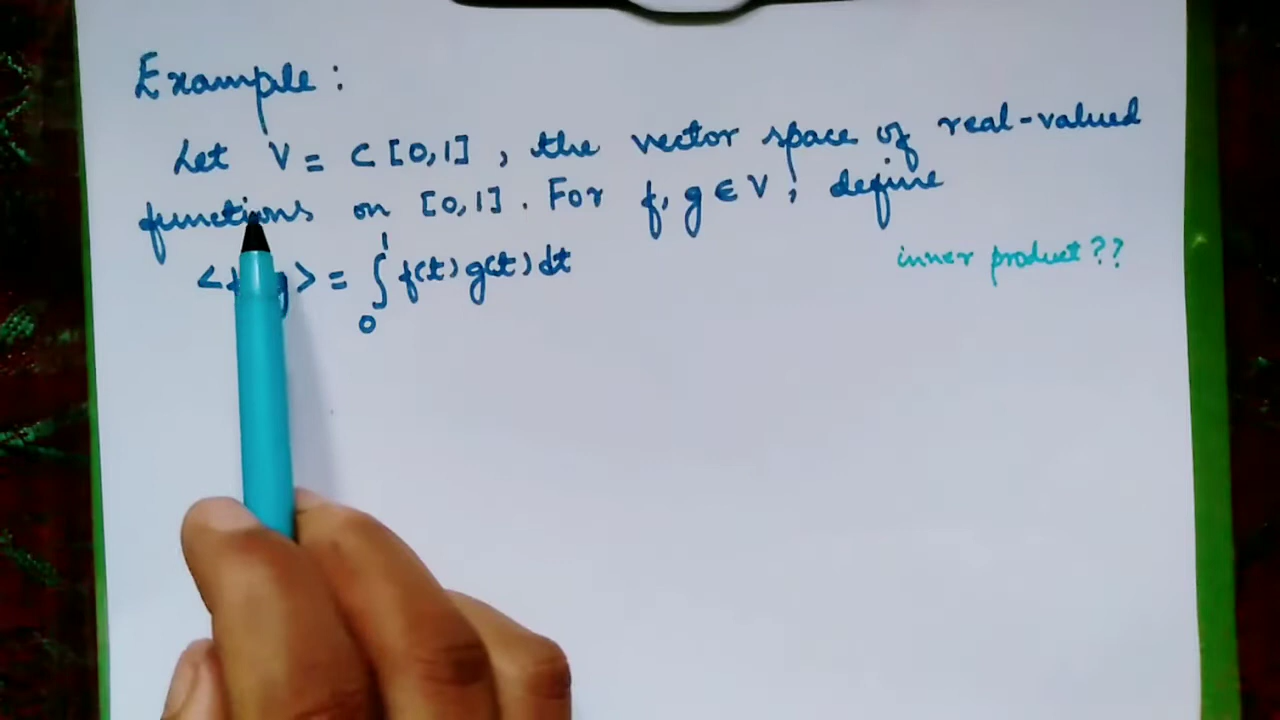 Example :
Let V = C [0,1] , the vector space of real-valued
functions on [0,1] . For f, g ∈ V ; define
g> = ∫₀¹ f(t) g(t) dt
inner product ??